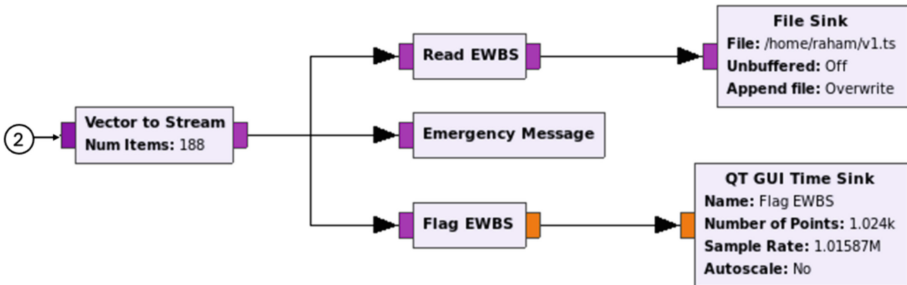 2
Vector to Stream
Num Items: 188
Read EWBS
File Sink
File: /home/raham/v1.ts
Unbuffered: Off
Append file: Overwrite
Emergency Message
Flag EWBS
QT GUI Time Sink
Name: Flag EWBS
Number of Points: 1.024k
Sample Rate: 1.01587M
Autoscale: No